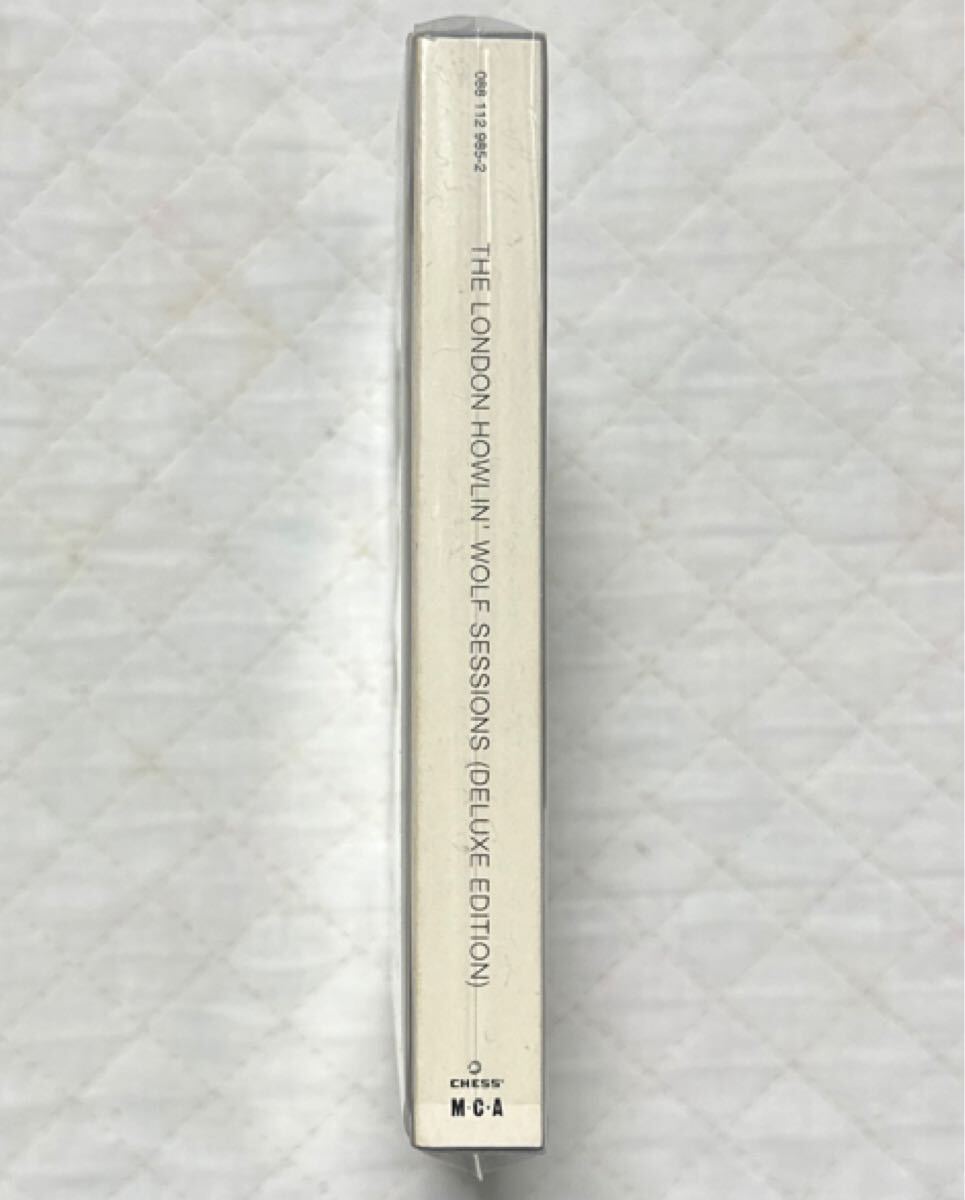 088 112 985-2
THE LONDON HOWLIN' WOLF SESSIONS (DELUXE EDITION)
CHESS
M·C·A